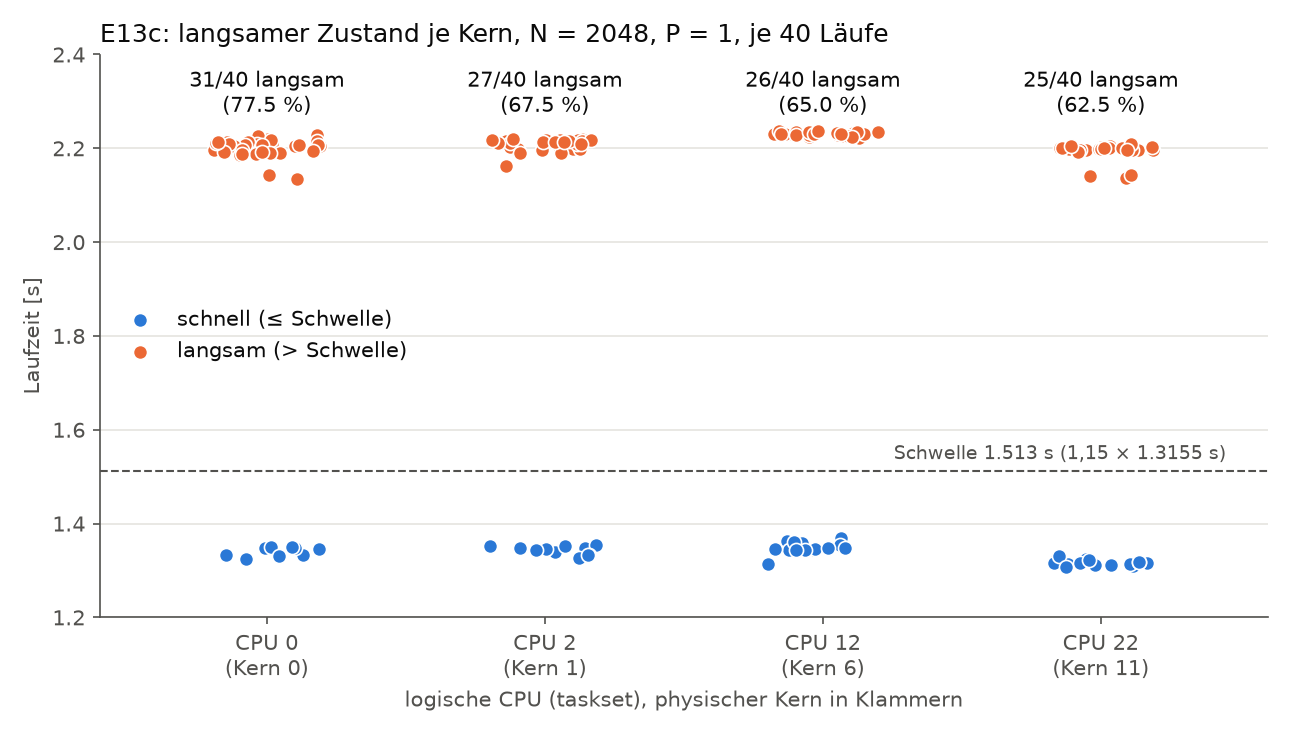 E13c: langsamer Zustand je Kern, N = 2048, P = 1, je 40 Läufe
2.4
31/40 langsam
(77.5 %)
27/40 langsam
(67.5 %)
26/40 langsam
(65.0 %)
25/40 langsam
(62.5 %)
2.2
2.0
schnell (≤ Schwelle)
langsam (> Schwelle)
1.8
Laufzeit [s]
1.6
Schwelle 1.513 s (1,15 × 1.3155 s)
1.4
1.2
CPU 0
(Kern 0)
CPU 2
(Kern 1)
CPU 12
(Kern 6)
CPU 22
(Kern 11)
logische CPU (taskset), physischer Kern in Klammern